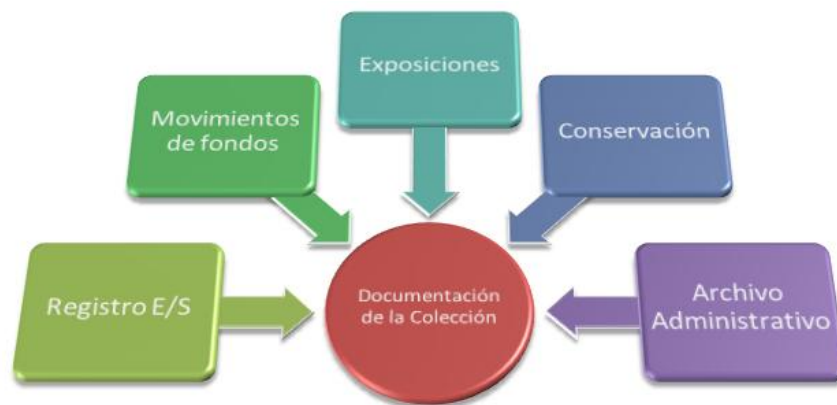 Exposiciones
Movimientos
de fondos
Conservación
Registro E/S
Documentación
de la Colección
Archivo
Administrativo